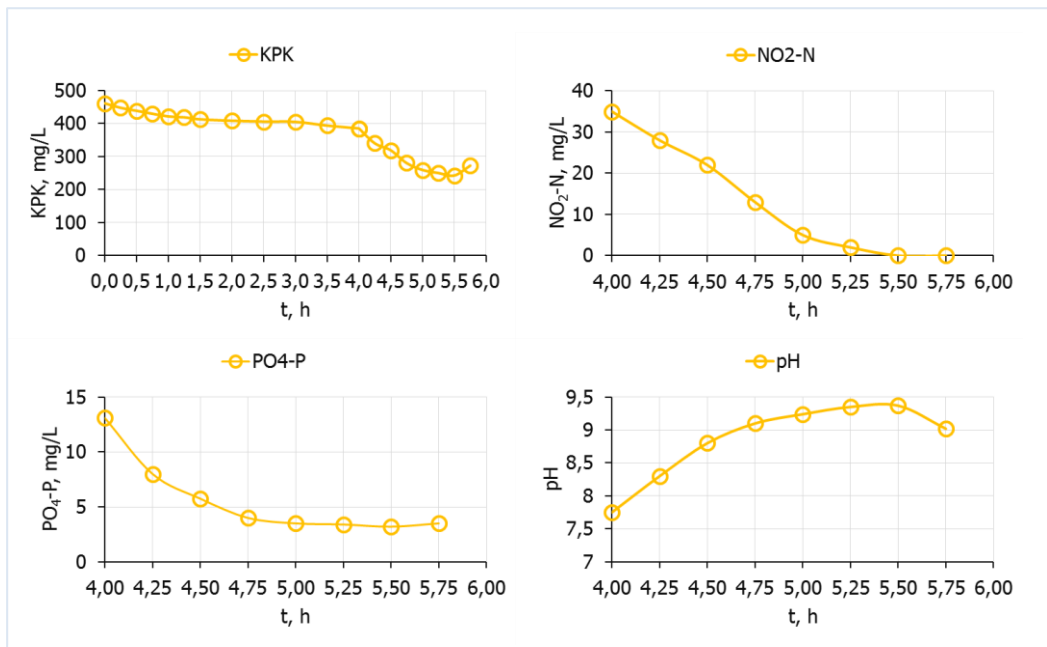 KPK
500
400
300
200
100
0
KPK, mg/L
0,0 0,5 1,0 1,5 2,0 2,5 3,0 3,5 4,0 4,5 5,0 5,5 6,0
t, h
NO2-N
40
30
20
10
0
NO₂-N, mg/L
4,00 4,25 4,50 4,75 5,00 5,25 5,50 5,75 6,00
t, h
PO4-P
15
10
5
0
PO₄-P, mg/L
4,00 4,25 4,50 4,75 5,00 5,25 5,50 5,75 6,00
t, h
pH
9,5
9
8,5
8
7,5
7
pH
4,00 4,25 4,50 4,75 5,00 5,25 5,50 5,75 6,00
t, h